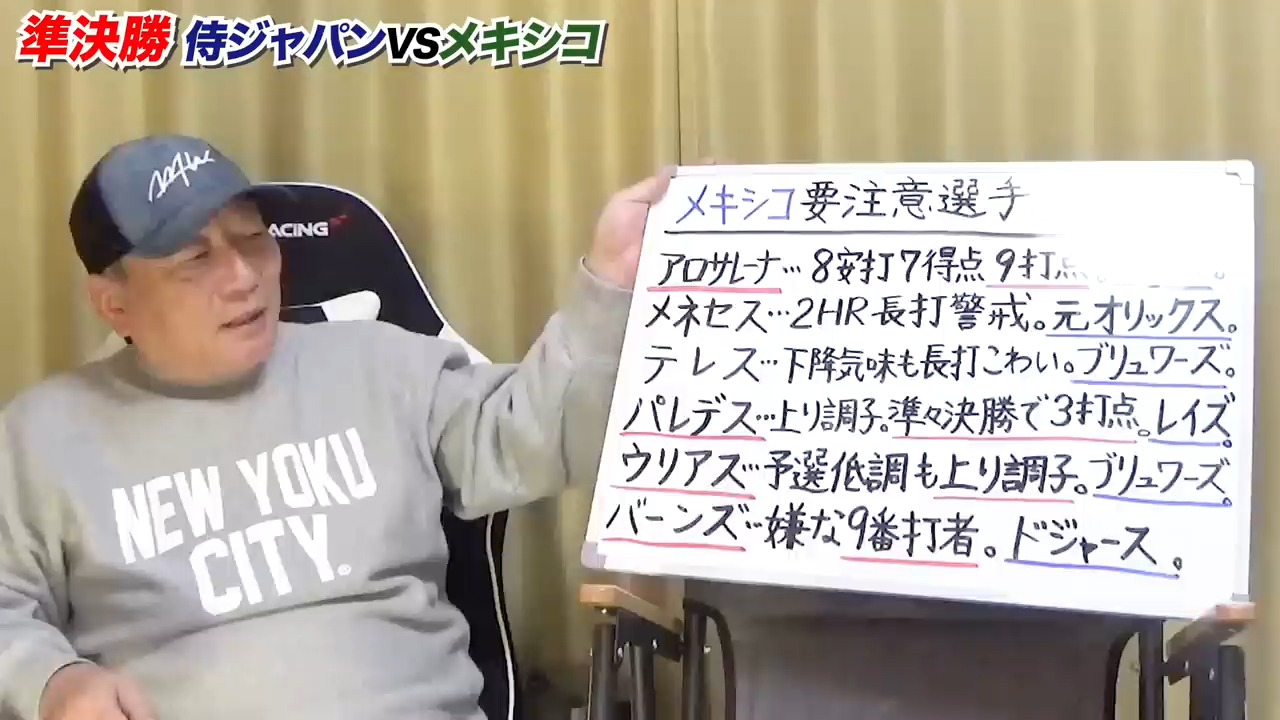 準決勝 侍ジャパンVSメキシコ
ACING
NEW YOKU
CITY.
メキシコ要注意選手
アロサレーナ…8安打7得点 9打点。
メネセス…2HR長打警戒。元オリックス。
テレス…下降気味も長打こわい。ブリュワーズ。
パレデス…上り調子。準々決勝で3打点。レイズ。
ウリアス…予選低調も上り調子。ブリュワーズ。
バーンズ…嫌な9番打者。ドジャース。